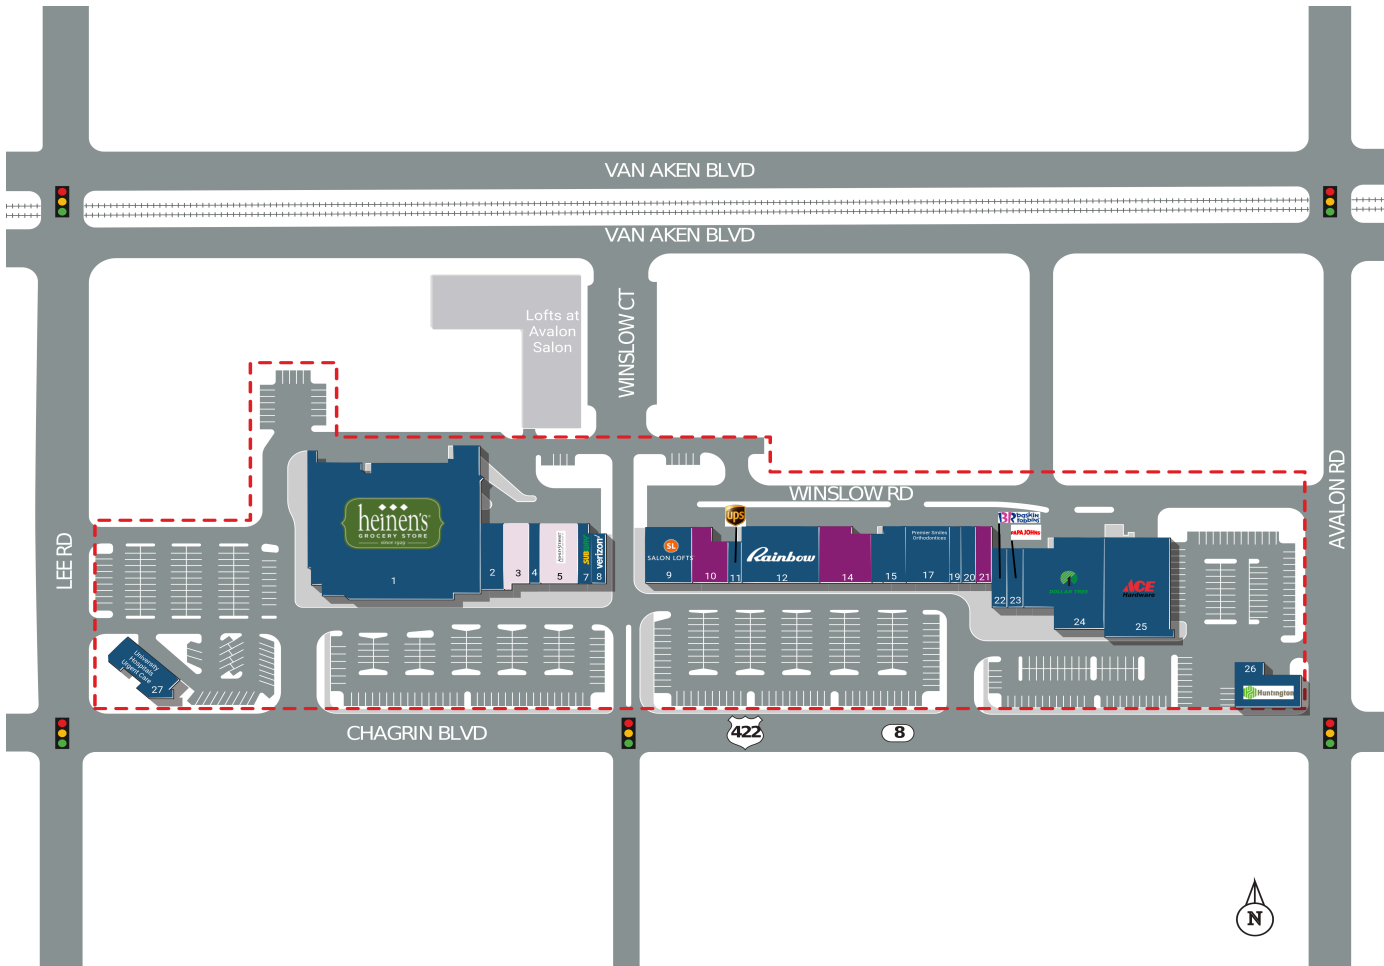 VAN AKEN BLVD
VAN AKEN BLVD
Lofts at
Avalon
Salon
WINSLOW CT
WINSLOW RD
LEE RD
AVALON RD
heinen's
GROCERY STORE
since 1929
1
2
3
4
5
SUBWAY
7
verizon
8
SL
SALON LOFTS
9
10
ups
11
Rainbow
12
14
15
Premier Smiles
Orthodontics
17
19
20
21
BR baskin
robbins
PAPA JOHNS
22
23
DOLLAR TREE
24
ACE
Hardware
25
26
Huntington
University
Hospitals
Urgent Care
27
CHAGRIN BLVD
422
8
N